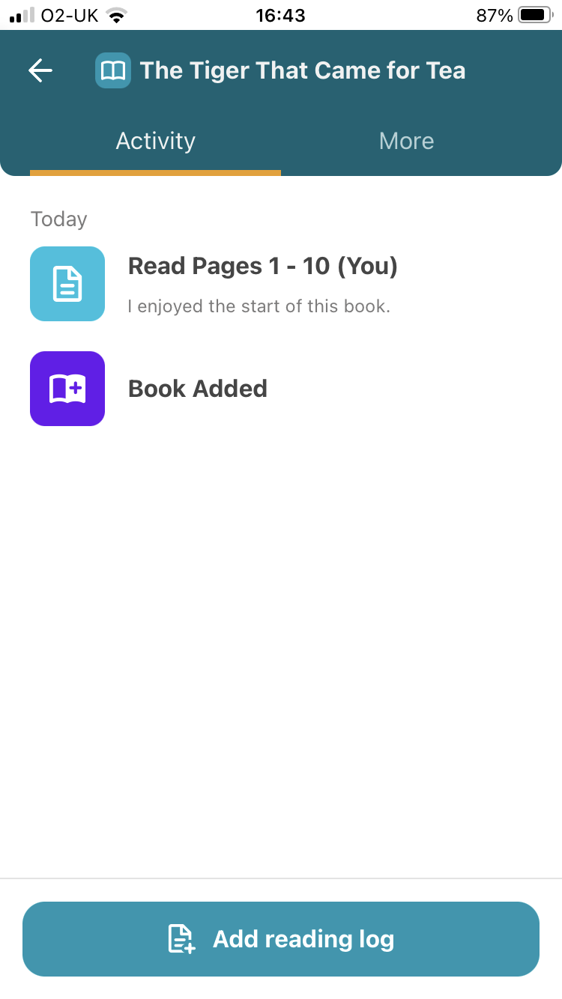 O2-UK 16:43 87%
The Tiger That Came for Tea
Activity More
Today
Read Pages 1 - 10 (You)
I enjoyed the start of this book.
Book Added
Add reading log